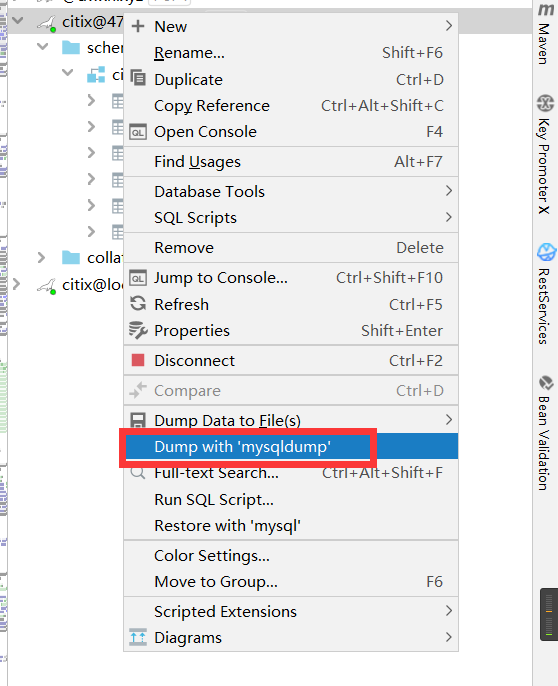 citix@47
New
Rename... Shift+F6
Duplicate Ctrl+D
Copy Reference Ctrl+Alt+Shift+C
Open Console F4
Find Usages Alt+F7
Database Tools
SQL Scripts
Remove Delete
Jump to Console... Ctrl+Shift+F10
Refresh Ctrl+F5
Properties Shift+Enter
Disconnect Ctrl+F2
Compare Ctrl+D
Dump Data to File(s)
Dump with 'mysqldump'
Full-text Search... Ctrl+Alt+Shift+F
Run SQL Script...
Restore with 'mysql'
Color Settings...
Move to Group... F6
Scripted Extensions
Diagrams
schem
ci
collat
citix@loc
Maven
Key Promoter X
RestServices
Bean Validation